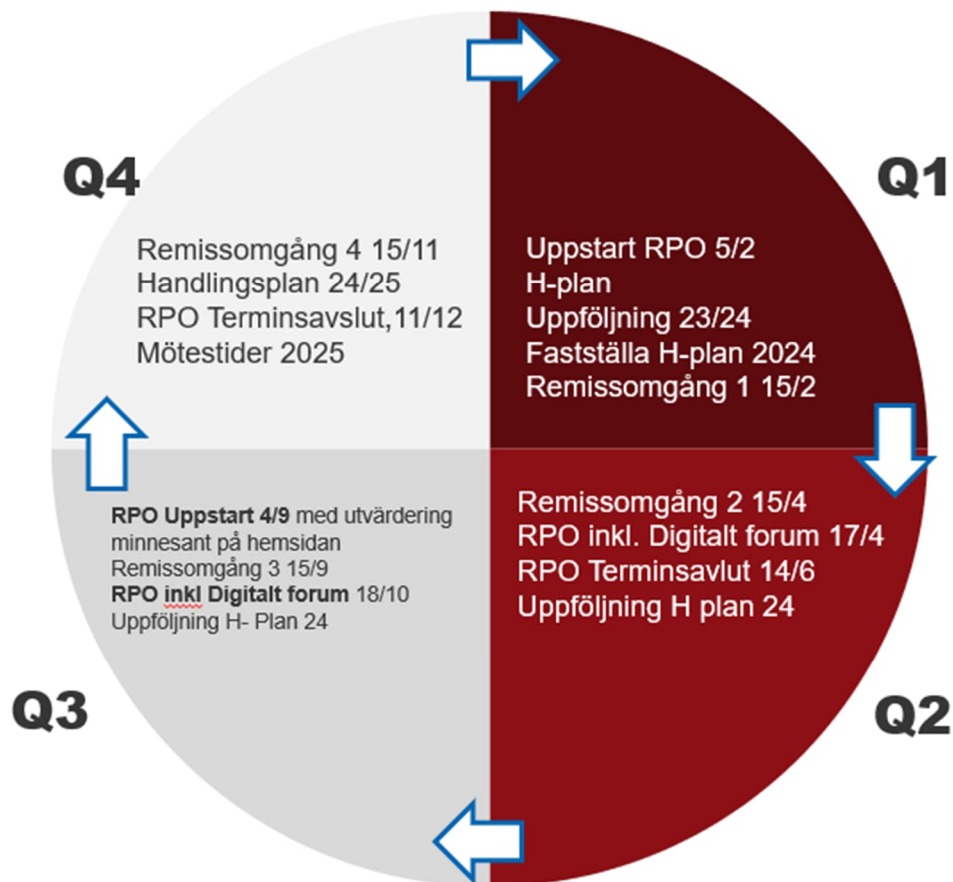 Q4
Remissomgång 4 15/11
Handlingsplan 24/25
RPO Terminsavslut,11/12
Mötestider 2025
Q1
Uppstart RPO 5/2
H-plan
Uppföljning 23/24
Fastställa H-plan 2024
Remissomgång 1 15/2
RPO Uppstart 4/9 med utvärdering
minnesant på hemsidan
Remissomgång 3 15/9
RPO inkl Digitalt forum 18/10
Uppföljning H- Plan 24
Q3
Remissomgång 2 15/4
RPO inkl. Digitalt forum 17/4
RPO Terminsavlut 14/6
Uppföljning H plan 24
Q2